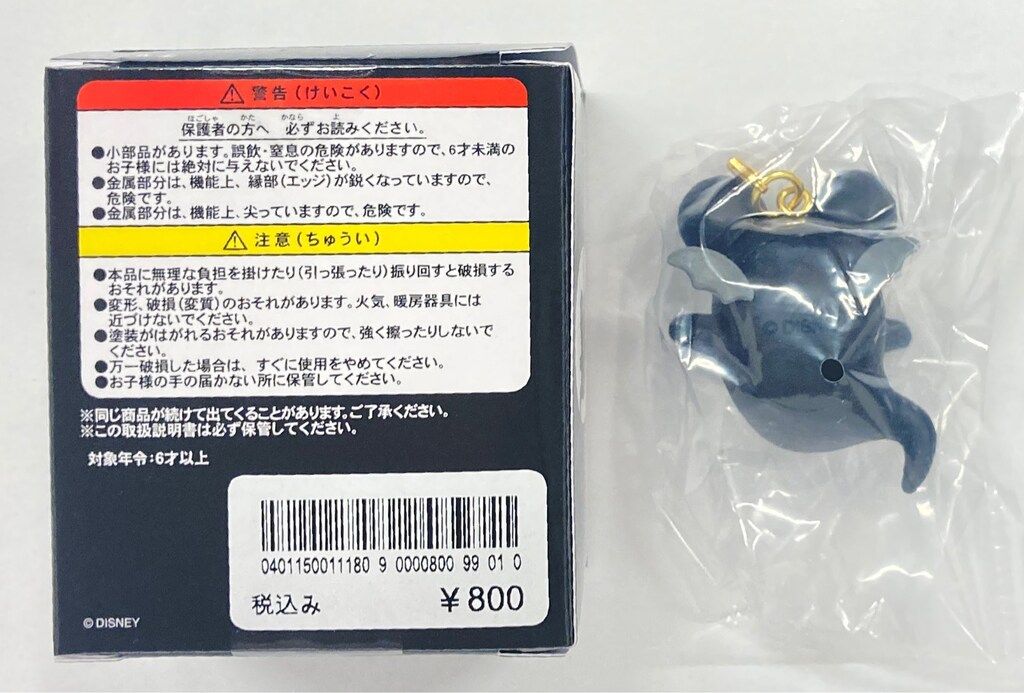 ⚠ 警告(けいこく)
ほごしゃ かた かなら よ
保護者の方へ 必ずお読みください。
●小部品があります。誤飲・窒息の危険がありますので、6才未満の
お子様には絶対に与えないでください。
●金属部分は、機能上、縁部(エッジ)が鋭くなっていますので、
危険です。
●金属部分は、機能上、尖っていますので、危険です。
⚠ 注意(ちゅうい)
●本品に無理な負担を掛けたり(引っ張ったり)振り回すと破損する
おそれがあります。
●変形、破損(変質)のおそれがあります。火気、暖房器具には
近づけないでください。
●塗装がはがれるおそれがありますので、強く擦ったりしないで
ください。
●万一破損した場合は、すぐに使用をやめてください。
●お子様の手の届かない所に保管してください。
※同じ商品が続けて出てくることがあります。ご了承ください。
※この取扱説明書は必ず保管してください。
対象年令:6才以上
0401150011180 9 0000800 99 01 0
税込み ¥800
©DISNEY